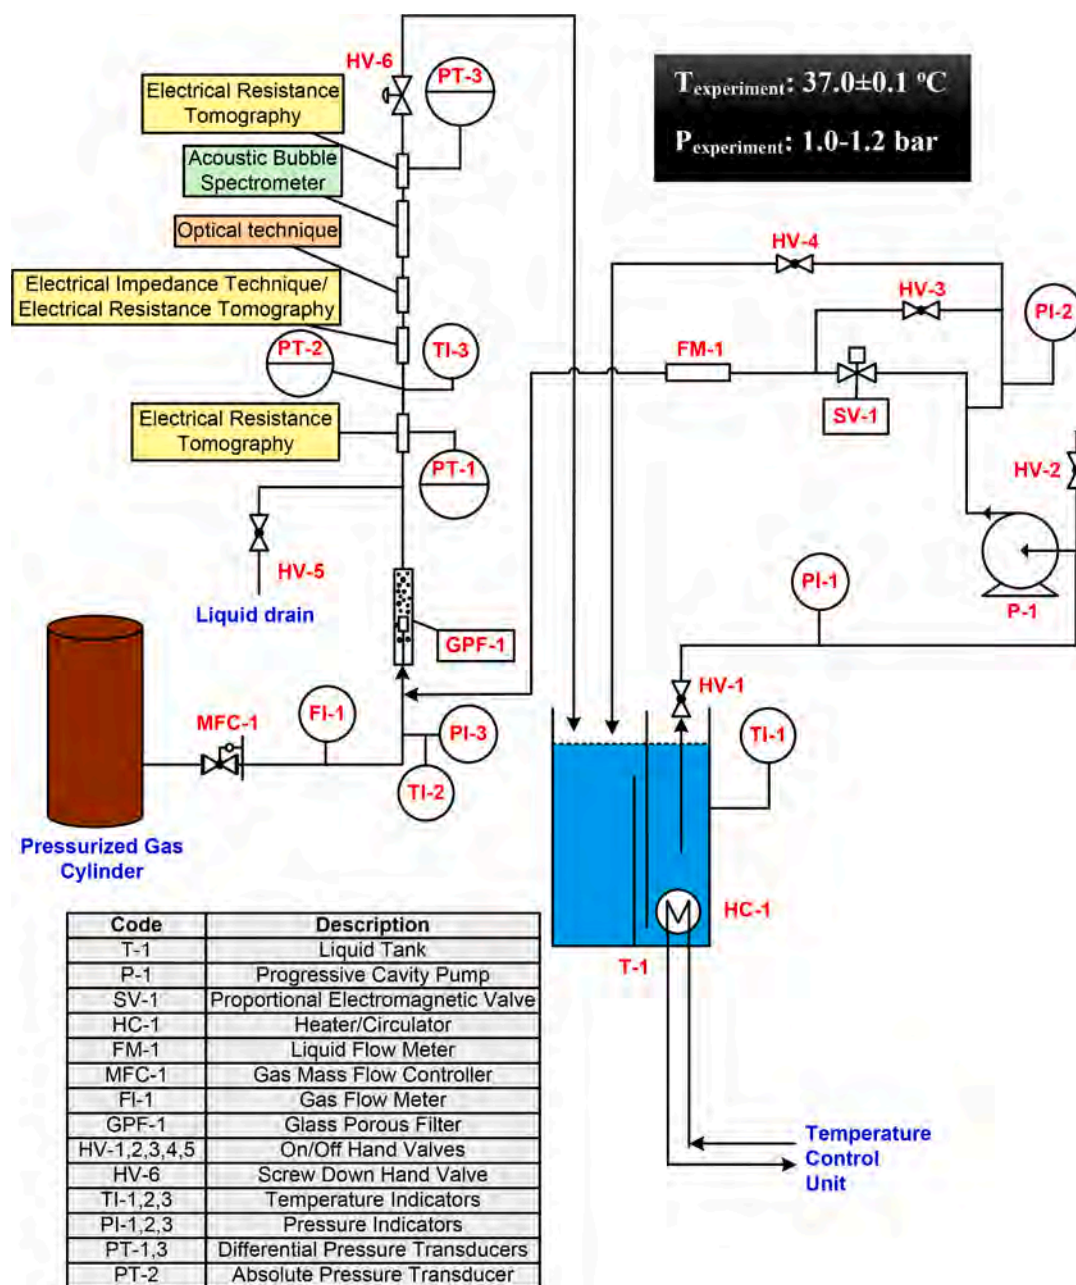 HV-6
PT-3
Electrical Resistance
Tomography
Acoustic Bubble
Spectrometer
Optical technique
Electrical Impedance Technique/
Electrical Resistance Tomography
PT-2
TI-3
Electrical Resistance
Tomography
PT-1
HV-5
Liquid drain
GPF-1
T experiment: 37.0±0.1 ºC
P experiment: 1.0-1.2 bar
HV-4
HV-3
PI-2
FM-1
SV-1
HV-2
PI-1
P-1
HV-1
MFC-1
FI-1
PI-3
TI-2
TI-1
Pressurized Gas
Cylinder
HC-1
T-1
Temperature
Control
Unit
Code Description
T-1 Liquid Tank
P-1 Progressive Cavity Pump
SV-1 Proportional Electromagnetic Valve
HC-1 Heater/Circulator
FM-1 Liquid Flow Meter
MFC-1 Gas Mass Flow Controller
FI-1 Gas Flow Meter
GPF-1 Glass Porous Filter
HV-1,2,3,4,5 On/Off Hand Valves
HV-6 Screw Down Hand Valve
TI-1,2,3 Temperature Indicators
PI-1,2,3 Pressure Indicators
PT-1,3 Differential Pressure Transducers
PT-2 Absolute Pressure Transducer